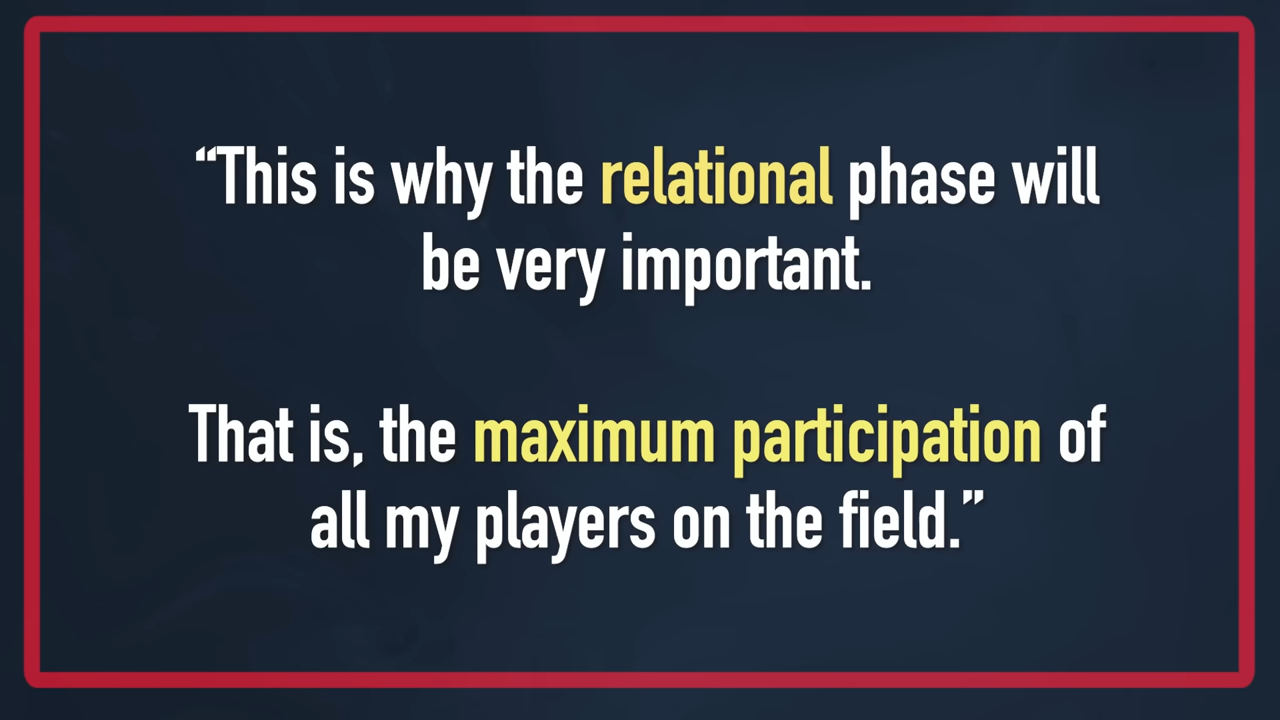 “This is why the relational phase will
be very important.
That is, the maximum participation of
all my players on the field.”